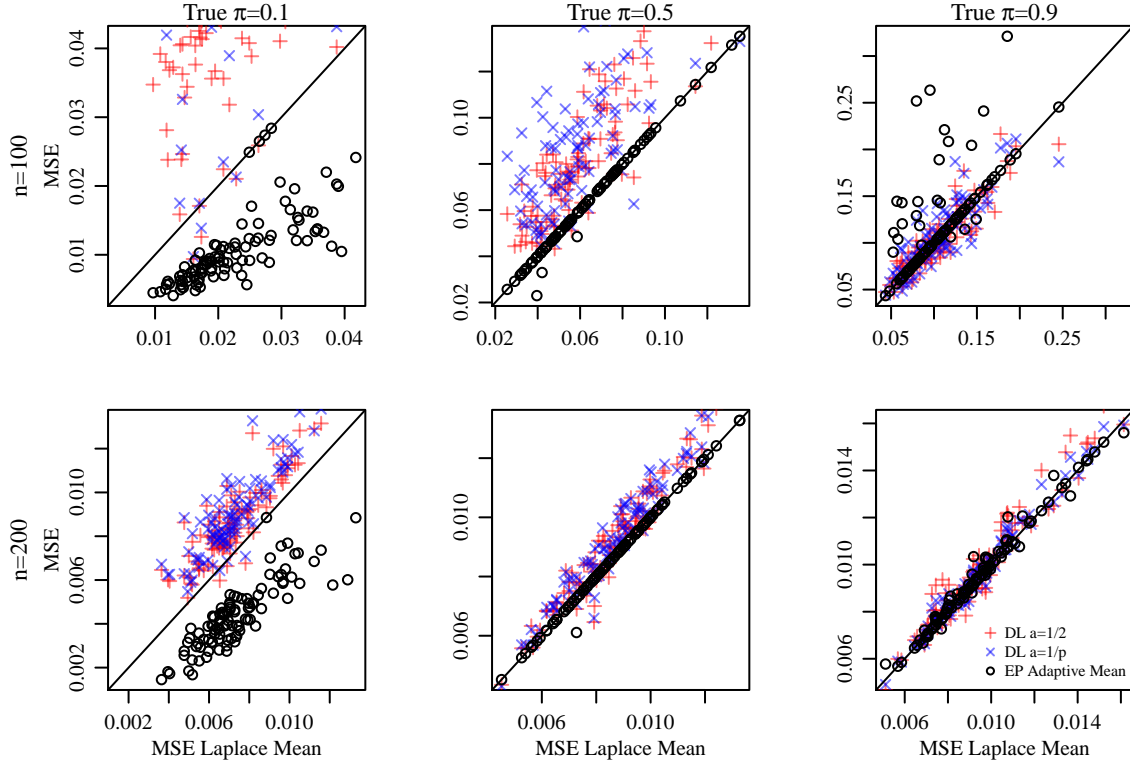 True π=0.1
True π=0.5
True π=0.9
n=100
MSE
0.01 0.02 0.03 0.04
0.01 0.02 0.03 0.04
0.02 0.06 0.10
0.02 0.06 0.10
0.05 0.15 0.25
0.05 0.15 0.25
n=200
MSE
0.002 0.006 0.010
0.002 0.006 0.010
MSE Laplace Mean
0.006 0.010
0.006 0.010
MSE Laplace Mean
0.006 0.010 0.014
DL a=1/2
DL a=1/p
EP Adaptive Mean
0.006 0.010 0.014
MSE Laplace Mean